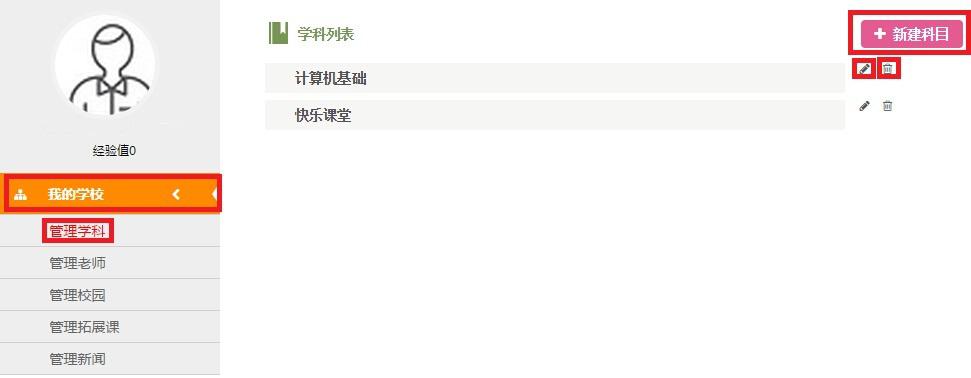 经验值0
我的学校
管理学科
管理老师
管理校园
管理拓展课
管理新闻
学科列表
新建科目
计算机基础
快乐课堂